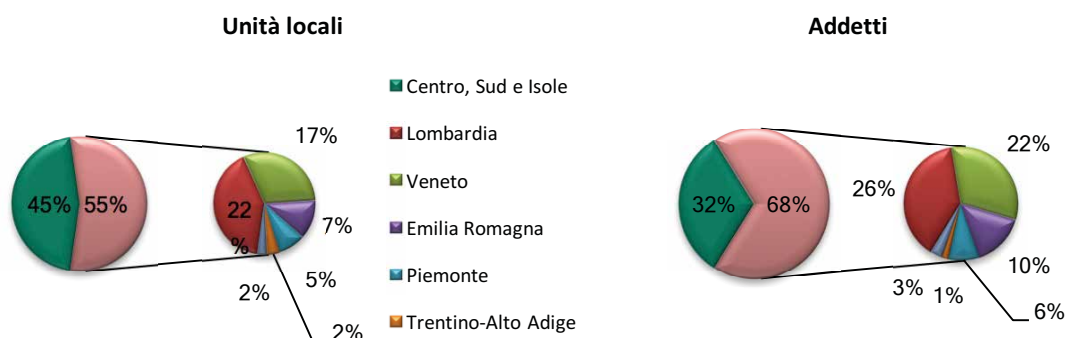 Unità locali
45%
55%
22
%
17%
7%
5%
2%
2%
Centro, Sud e Isole
Lombardia
Veneto
Emilia Romagna
Piemonte
Trentino-Alto Adige
Addetti
32%
68%
26%
22%
10%
6%
1%
3%